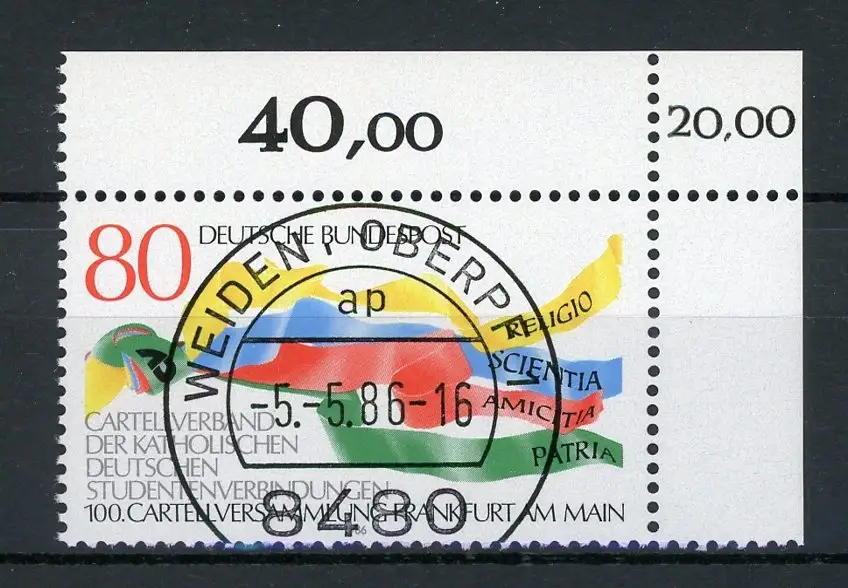 40,00
20,00
80
DEUTSCHE BUNDESPOST
WEIDEN, OBERPF
ap
-5.-5.86-16
8480
RELIGIO
SCIENTIA
AMICITIA
PATRIA
CARTELLVERBAND
DER KATHOLISCHEN
DEUTSCHEN
STUDENTENVERBINDUNGEN
100. CARTELLVERSAMMLUNG FRANKFURT AM MAIN